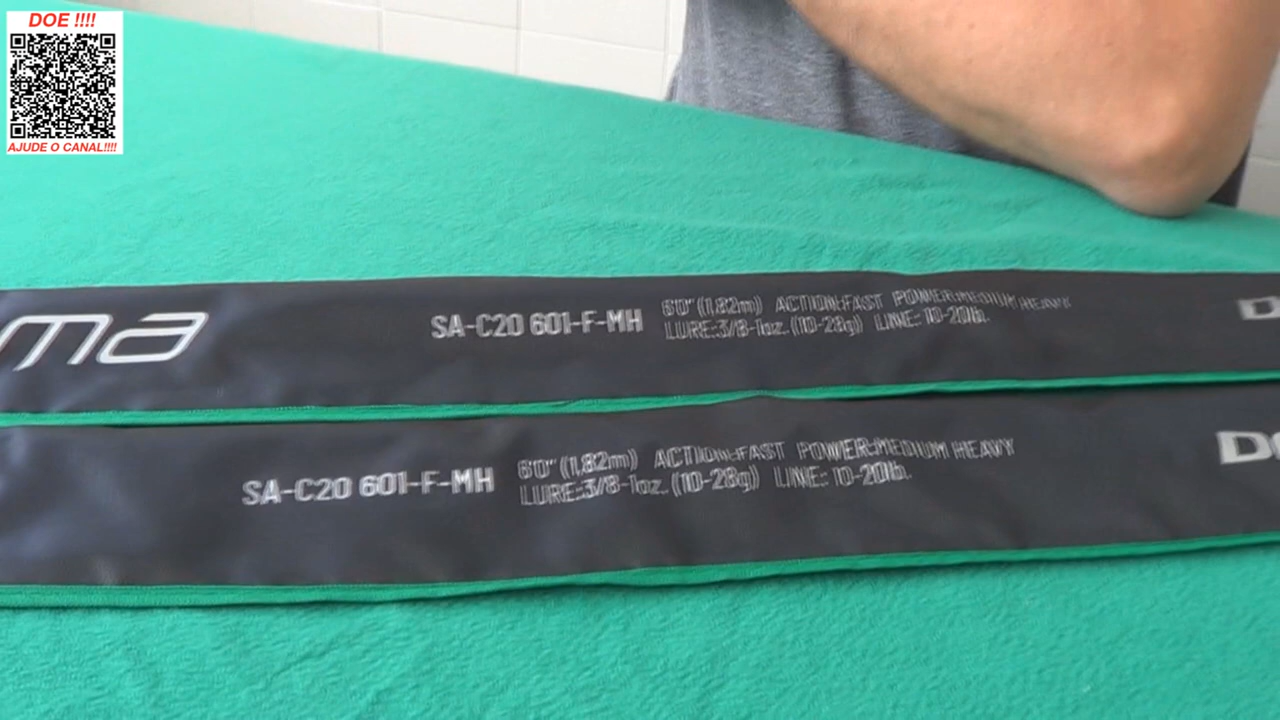 DOE !!!!
AJUDE O CANAL!!!!
ma
SA-C20 601-F-MH
6'0" (1,82m) ACTION:FAST POWER:MEDIUM HEAVY
LURE:3/8-1oz. (10-28g) LINE: 10-20lb.
SA-C20 601-F-MH
6'0" (1,82m) ACTION:FAST POWER:MEDIUM HEAVY
LURE:3/8-1oz. (10-28g) LINE: 10-20lb.